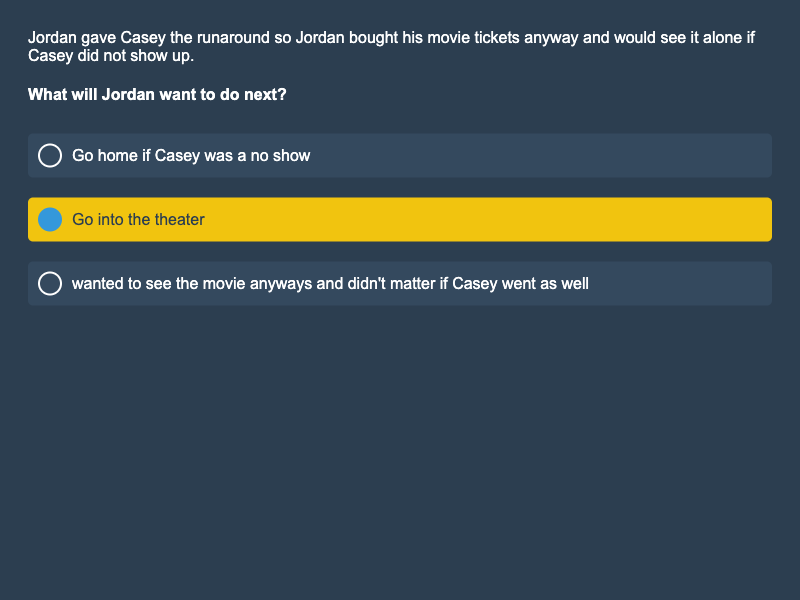 Jordan gave Casey the runaround so Jordan bought his movie tickets anyway and would see it alone if
Casey did not show up.
What will Jordan want to do next?
Go home if Casey was a no show
Go into the theater
wanted to see the movie anyways and didn't matter if Casey went as well